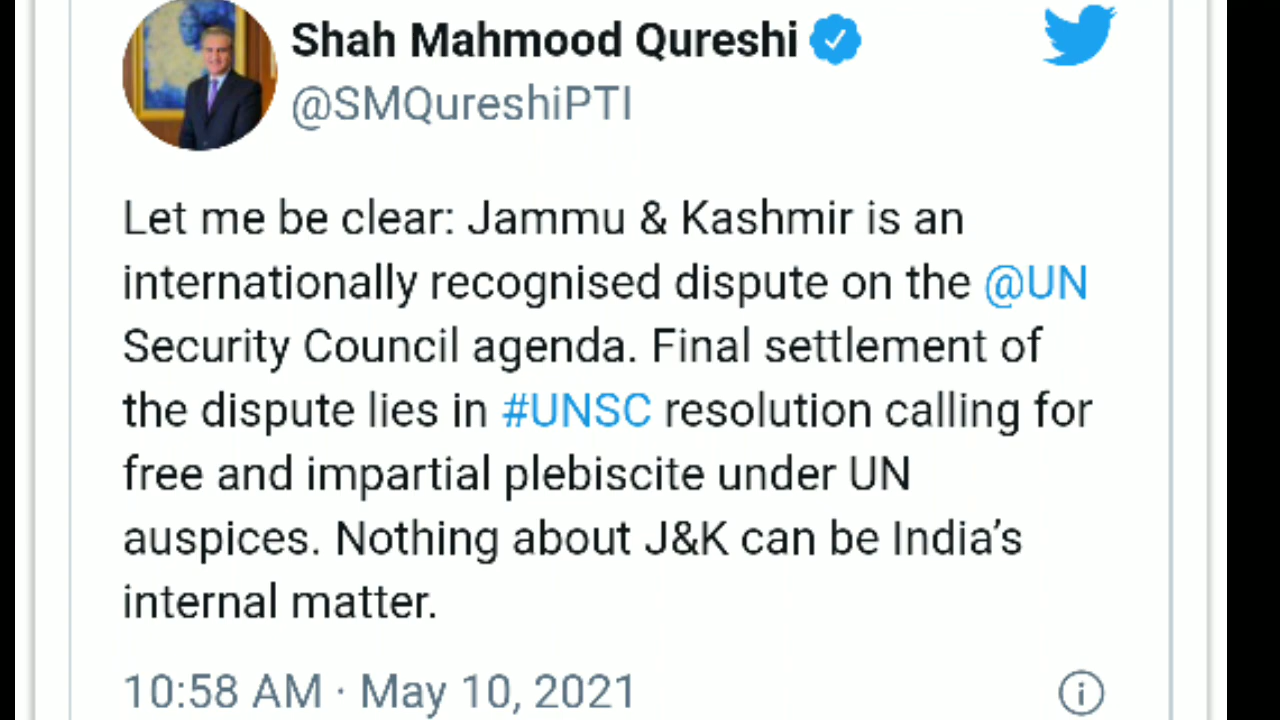 Shah Mahmood Qureshi
@SMQureshiPTI
Let me be clear: Jammu & Kashmir is an
internationally recognised dispute on the @UN
Security Council agenda. Final settlement of
the dispute lies in #UNSC resolution calling for
free and impartial plebiscite under UN
auspices. Nothing about J&K can be India’s
internal matter.
10:58 AM · May 10, 2021